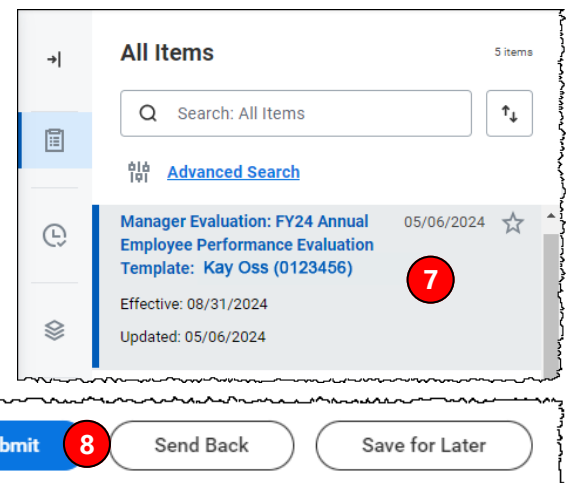 All Items
5 items
Search: All Items
Advanced Search
Manager Evaluation: FY24 Annual 05/06/2024
Employee Performance Evaluation
Template: Kay Oss (0123456)
7
Effective: 08/31/2024
Updated: 05/06/2024
bmit 8 Send Back Save for Later